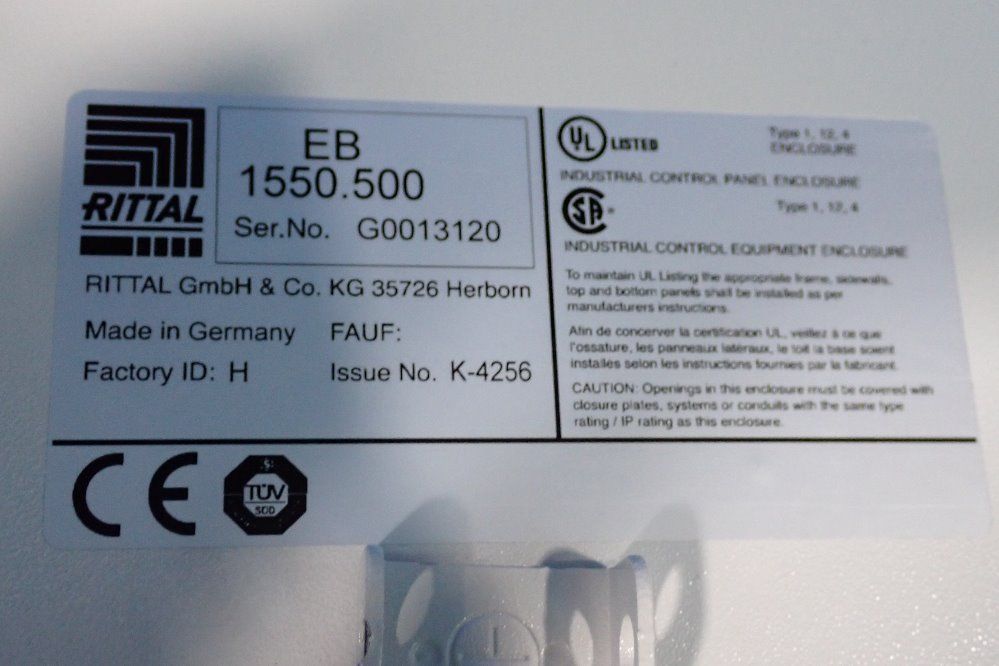 RITTAL
EB
1550.500
Ser.No. G0013120
RITTAL GmbH & Co. KG 35726 Herborn
Made in Germany FAUF:
Factory ID: H Issue No. K-4256
UL LISTED Type 1, 12, 4
ENCLOSURE
INDUSTRIAL CONTROL PANEL ENCLOSURE
SA ® Type 1, 12, 4
INDUSTRIAL CONTROL EQUIPMENT ENCLOSURE
To maintain UL Listing the appropriate frame, sidewalls,
top and bottom panels shall be installed as per
manufacturers instructions.
Afin de concerver la certification UL, veillez à ce que
l'ossature, les panneaux latéraux, le toit la base soient
installés selon les instructions fournies par la fabricant.
CAUTION: Openings in this enclosure must be covered with
closure plates, systems or conduits with the same type
rating / IP rating as this enclosure.
CE
TÜV
SÜD